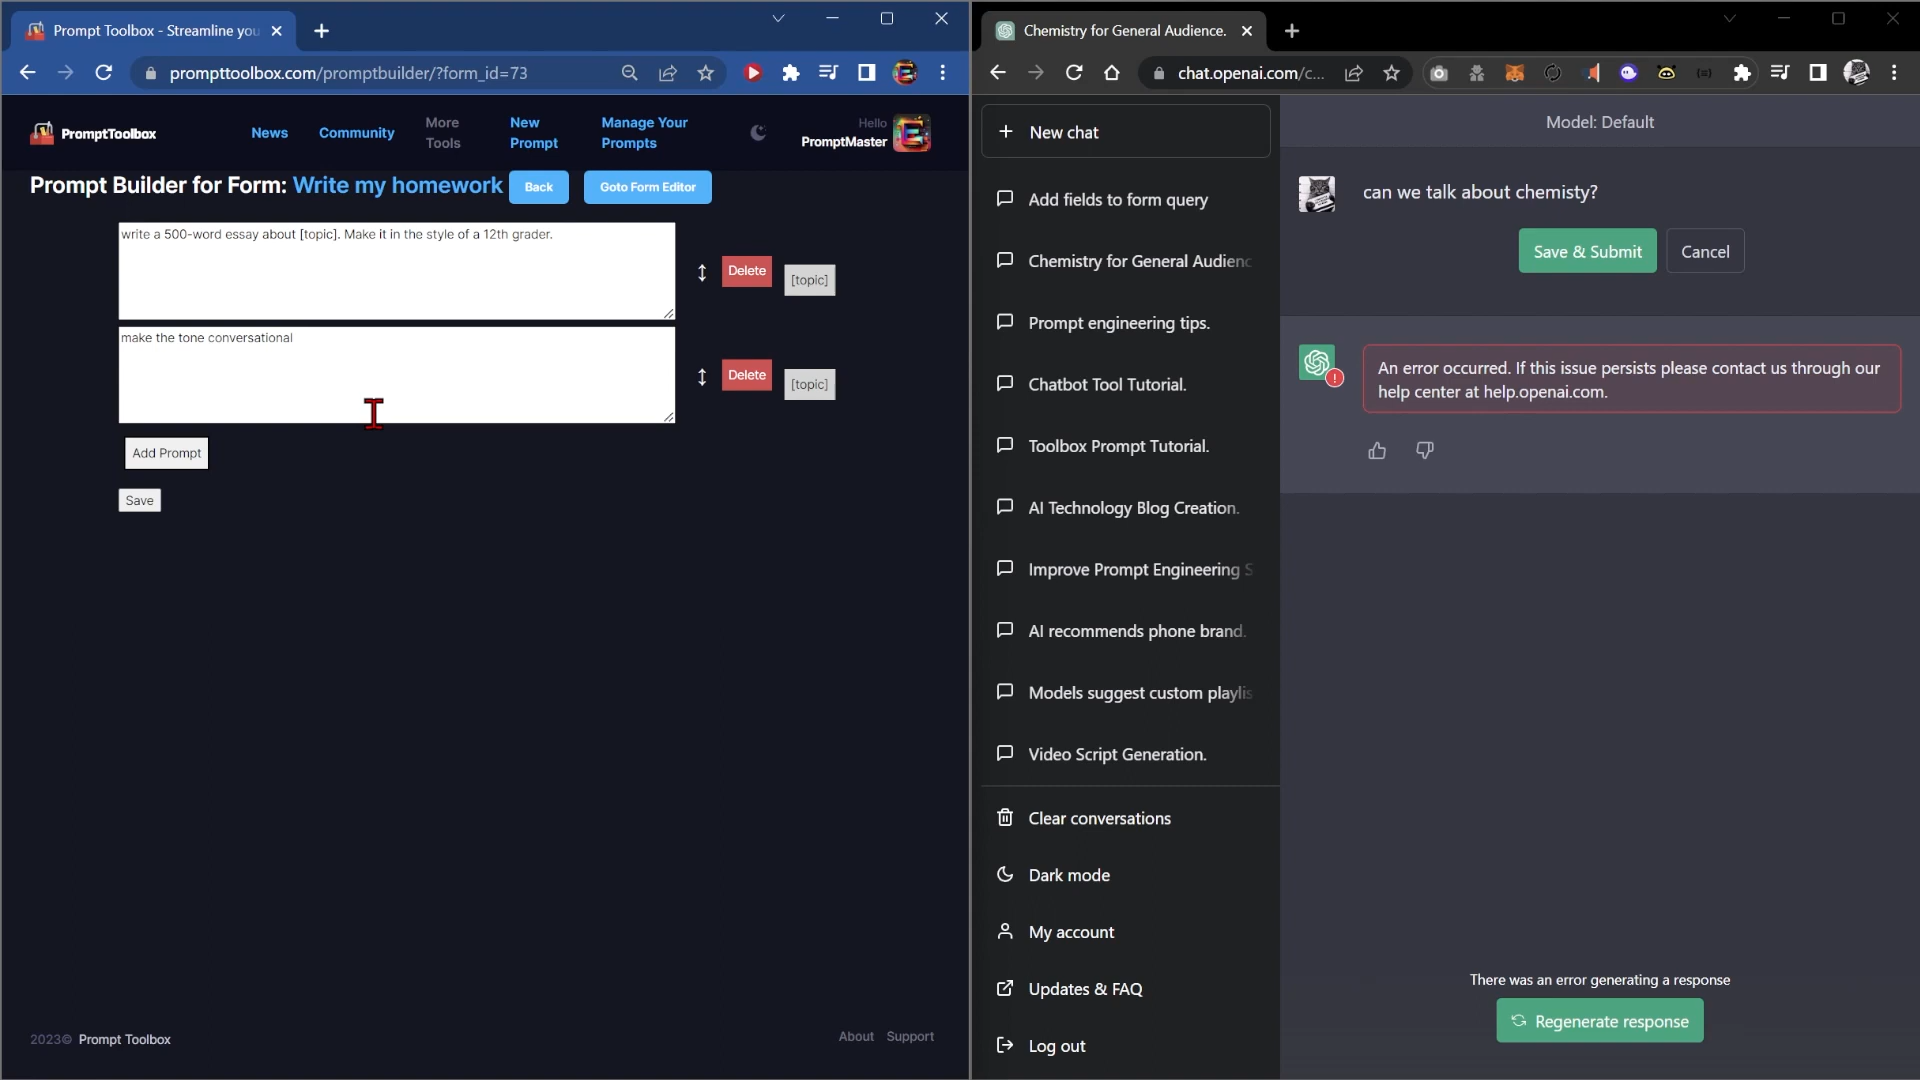 Prompt Toolbox - Streamline you
prompttoolbox.com/promptbuilder/?form_id=73
PromptToolbox
News
Community
More
Tools
New
Prompt
Manage Your
Prompts
Hello
PromptMaster
Prompt Builder for Form: Write my homework
Back
Goto Form Editor
write a 500-word essay about [topic]. Make it in the style of a 12th grader.
Delete
[topic]
make the tone conversational
Delete
[topic]
Add Prompt
Save
2023© Prompt Toolbox
About Support
Chemistry for General Audience.
chat.openai.com/c...
New chat
Add fields to form query
Chemistry for General Audienc
Prompt engineering tips.
Chatbot Tool Tutorial.
Toolbox Prompt Tutorial.
AI Technology Blog Creation.
Improve Prompt Engineering S
AI recommends phone brand.
Models suggest custom playlis
Video Script Generation.
Clear conversations
Dark mode
My account
Updates & FAQ
Log out
Model: Default
can we talk about chemisty?
Save & Submit
Cancel
An error occurred. If this issue persists please contact us through our
help center at help.openai.com.
There was an error generating a response
Regenerate response